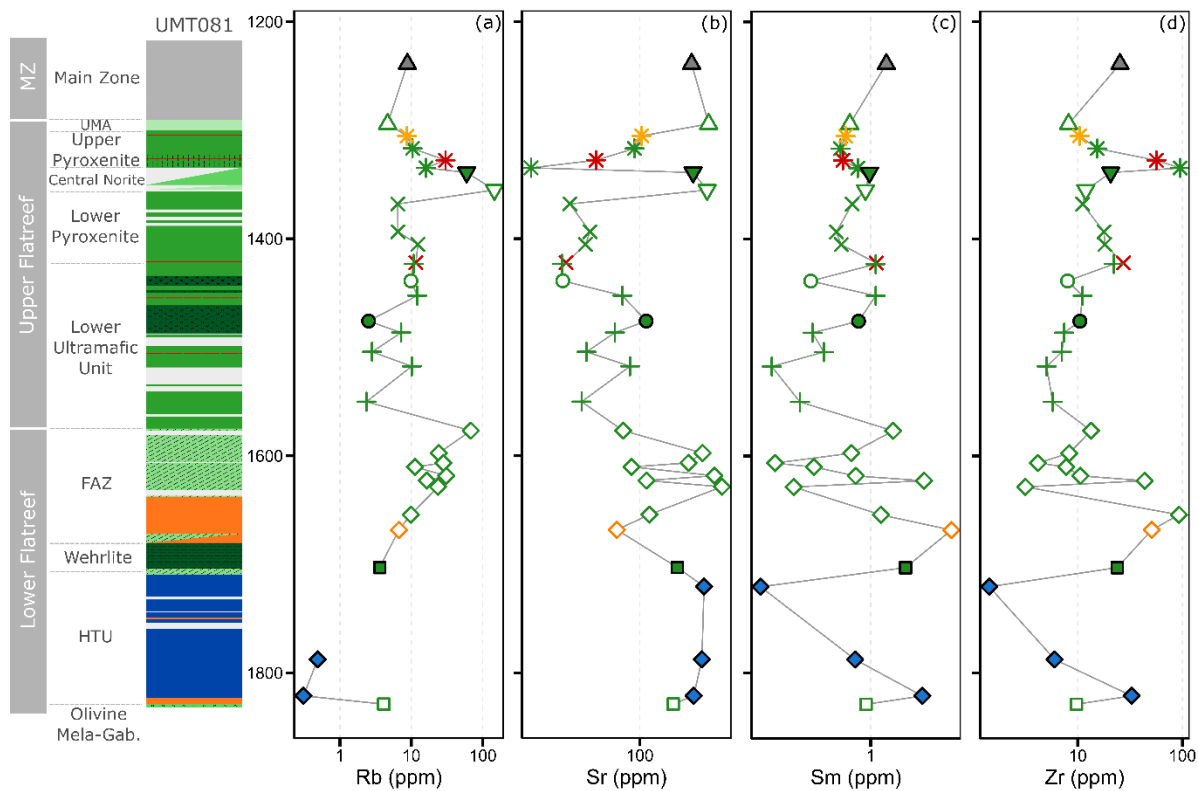 UMT081
MZ
Upper Flatreef
Lower Flatreef
Main Zone
UMA
Upper
Pyroxenite
Central Norite
Lower
Pyroxenite
Lower
Ultramafic
Unit
FAZ
Wehrlite
HTU
Olivine
Mela-Gab.
1200
1400
1600
1800
(a)
(b)
(c)
(d)
1
10
100
Rb (ppm)
100
Sr (ppm)
1
Sm (ppm)
10
100
Zr (ppm)